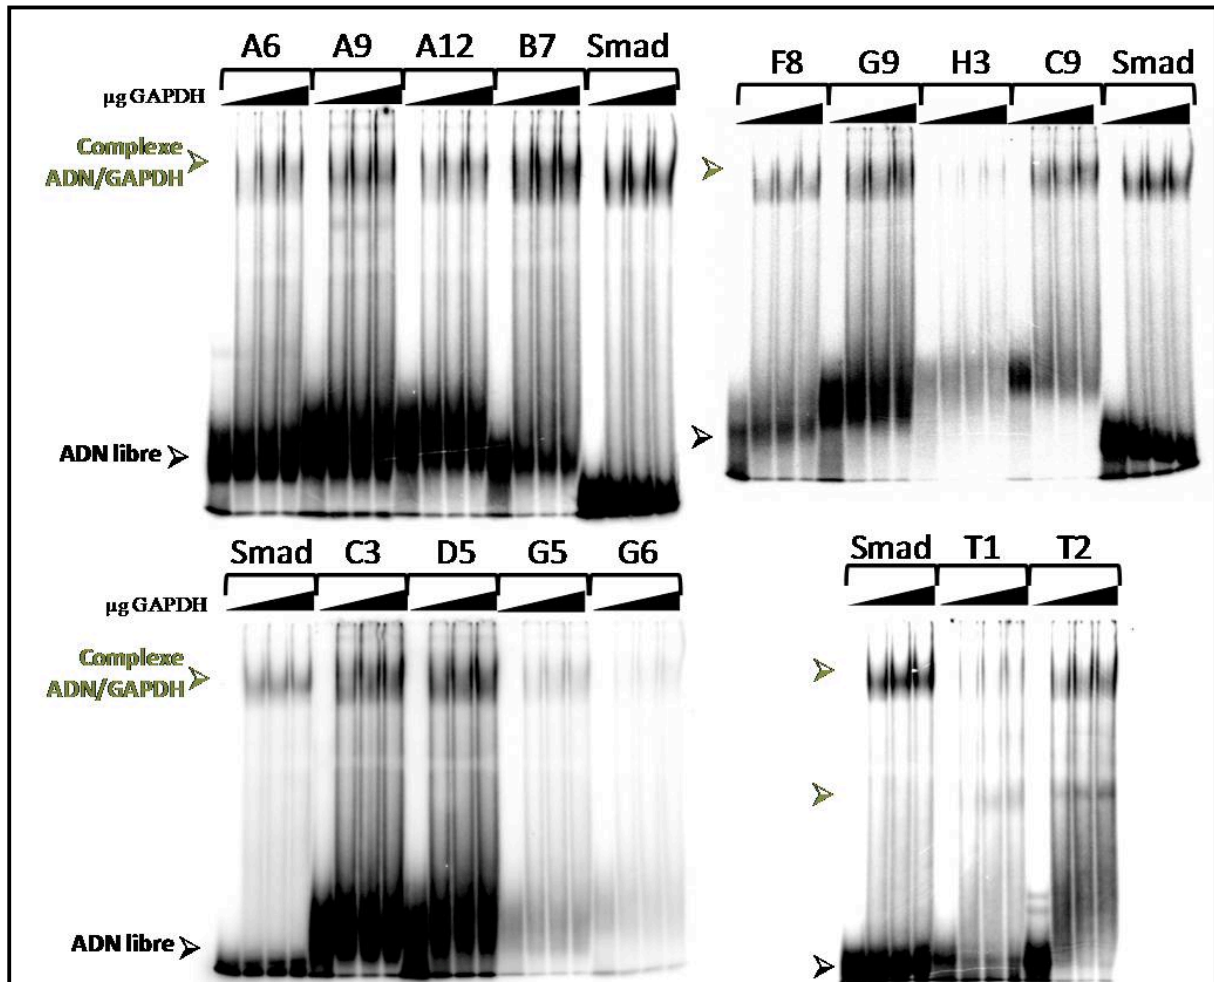 A6 A9 A12 B7 Smad
µg GAPDH
Complexe
ADN/GAPDH
ADN libre
F8 G9 H3 C9 Smad
Smad C3 D5 G5 G6
µg GAPDH
Complexe
ADN/GAPDH
ADN libre
Smad T1 T2